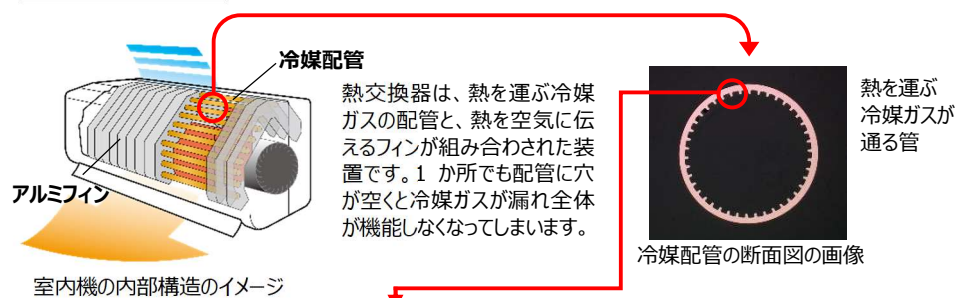 冷媒配管
熱交換器は、熱を運ぶ冷媒
ガスの配管と、熱を空気に伝
えるフィンが組み合わされた装
置です。1 か所でも配管に穴
が空くと冷媒ガスが漏れ全体
が機能しなくなってしまいます。
アルミフィン
室内機の内部構造のイメージ
熱を運ぶ
冷媒ガスが
通る管
冷媒配管の断面図の画像